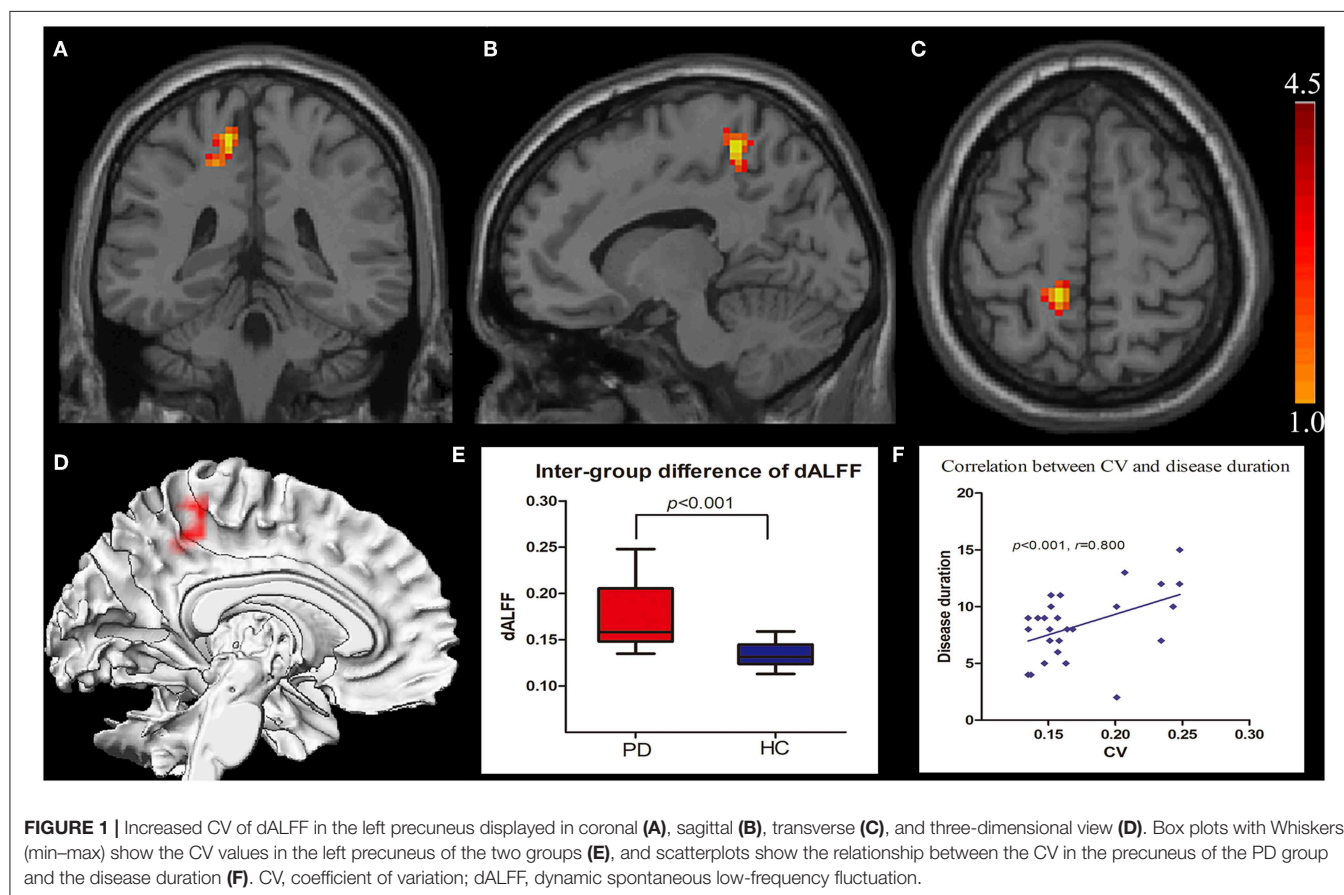 A
B
C
4.5
1.0
D
E
Inter-group difference of dALFF
p<0.001
dALFF
0.30
0.25
0.20
0.15
0.10
PD
HC
F
Correlation between CV and disease duration
p<0.001, r=0.800
Disease duration
20
15
10
5
0
0.15
0.20
0.25
0.30
CV
FIGURE 1 | Increased CV of dALFF in the left precuneus displayed in coronal (A), sagittal (B), transverse (C), and three-dimensional view (D). Box plots with Whiskers
(min–max) show the CV values in the left precuneus of the two groups (E), and scatterplots show the relationship between the CV in the precuneus of the PD group
and the disease duration (F). CV, coefficient of variation; dALFF, dynamic spontaneous low-frequency fluctuation.